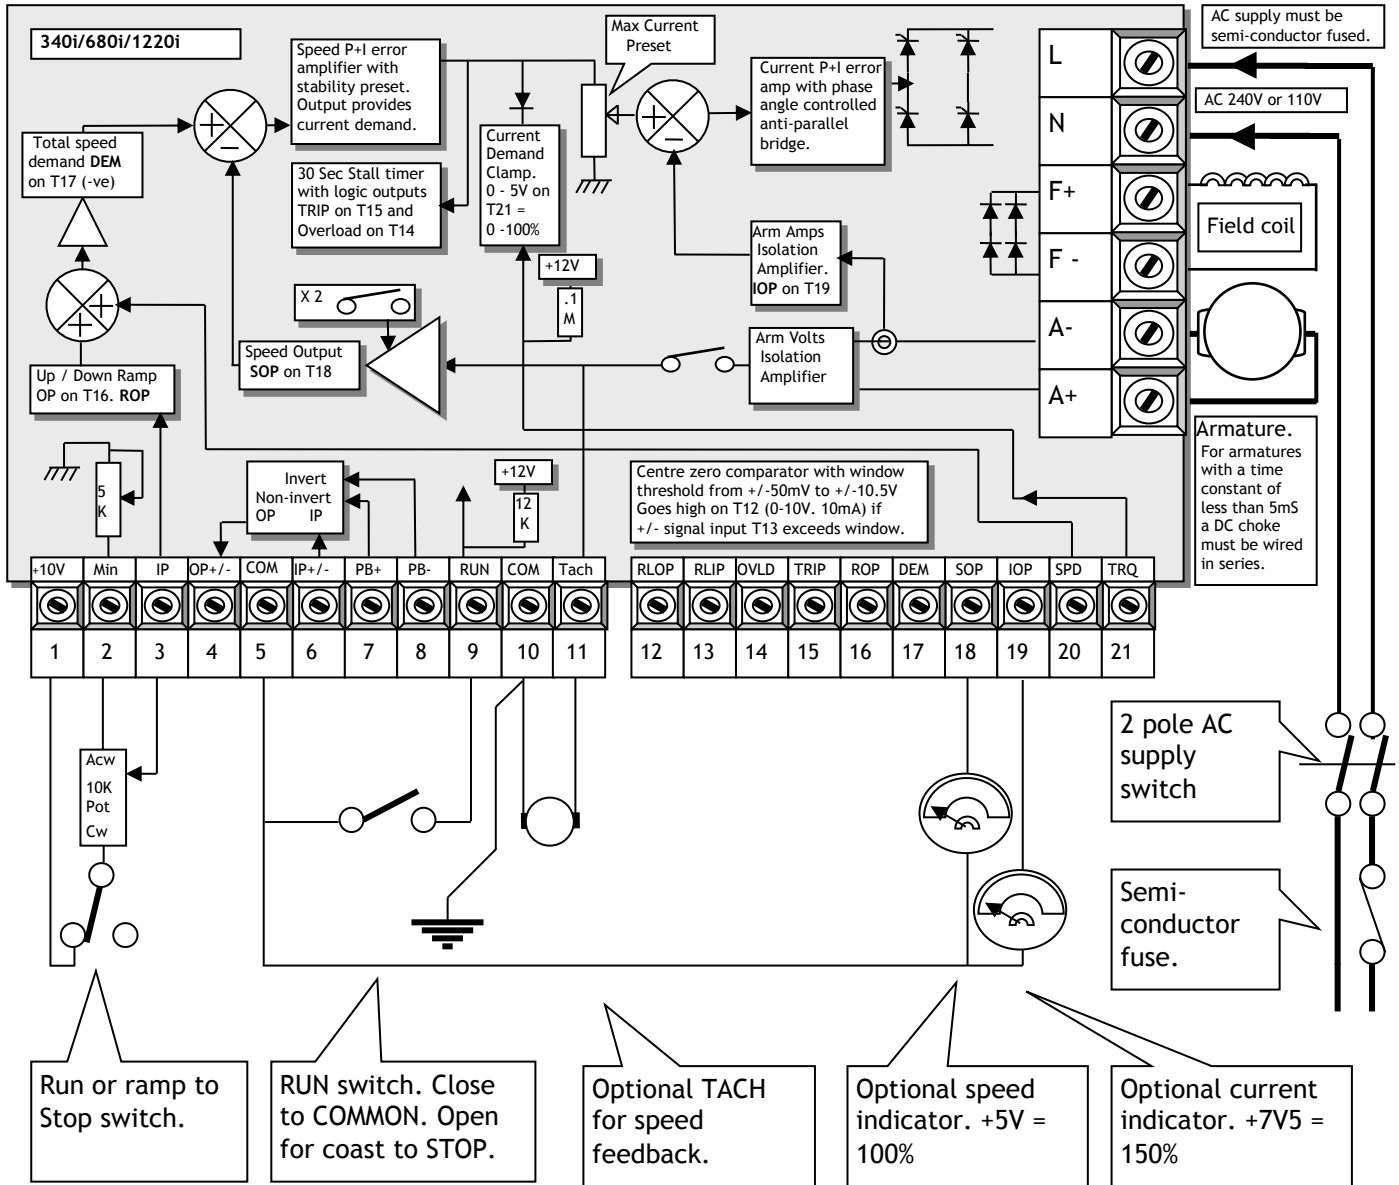 340i/680i/1220i
Speed P+I error
amplifier with
stability preset.
Output provides
current demand.
Max Current
Preset
Current P+I error
amp with phase
angle controlled
anti-parallel
bridge.
AC supply must be
semi-conductor fused.
AC 240V or 110V
L
N
F+
F -
A-
A+
Field coil
Total speed
demand DEM
on T17 (-ve)
30 Sec Stall timer
with logic outputs
TRIP on T15 and
Overload on T14
Current
Demand
Clamp.
0 - 5V on
T21 =
0 -100%
+12V
.1
M
Arm Amps
Isolation
Amplifier.
IOP on T19
X 2
Speed Output
SOP on T18
Arm Volts
Isolation
Amplifier
Up / Down Ramp
OP on T16. ROP
5
K
Invert
Non-invert
OP IP
+12V
12
K
Centre zero comparator with window
threshold from +/-50mV to +/-10.5V
Goes high on T12 (0-10V. 10mA) if
+/- signal input T13 exceeds window.
Armature.
For armatures
with a time
constant of
less than 5mS
a DC choke
must be wired
in series.
+10V Min IP OP+/- COM IP+/- PB+ PB- RUN COM Tach RLOP RLIP OVLD TRIP ROP DEM SOP IOP SPD TRQ
1 2 3 4 5 6 7 8 9 10 11 12 13 14 15 16 17 18 19 20 21
Acw
10K
Pot
Cw
2 pole AC
supply
switch
Semi-
conductor
fuse.
Run or ramp to
Stop switch.
RUN switch. Close
to COMMON. Open
for coast to STOP.
Optional TACH
for speed
feedback.
Optional speed
indicator. +5V =
100%
Optional current
indicator. +7V5 =
150%